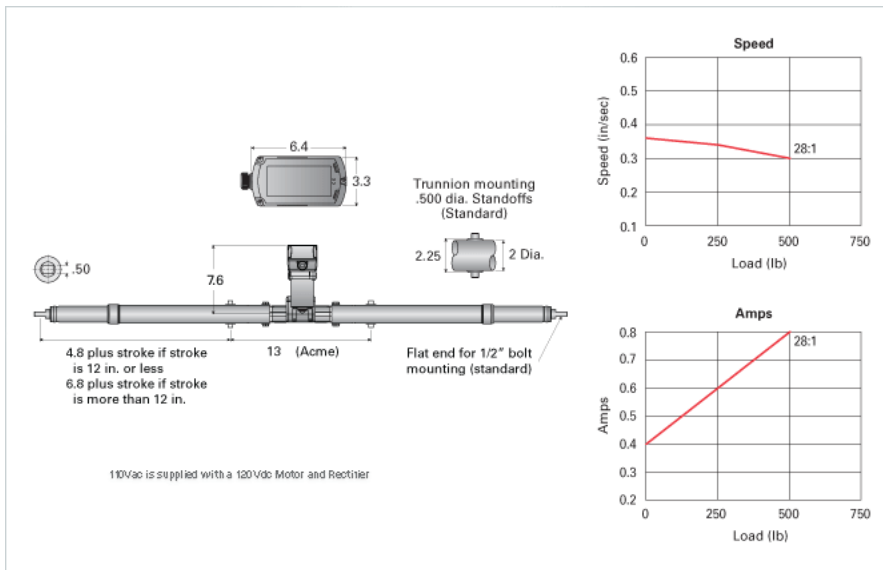 6.4
3.3
Trunnion mounting
.500 dia. Standoffs
(Standard)
2.25
2 Dia.
.50
7.6
13 (Acme)
4.8 plus stroke if stroke
is 12 in. or less
6.8 plus stroke if stroke
is more than 12 in.
Flat end for 1/2" bolt
mounting (standard)
110Vac is supplied with a 120Vdc Motor and Rectifier
Speed
0.6
0.5
0.4
0.3
0.2
0.1
Speed (in/sec)
28:1
0 250 500 750
Load (lb)
Amps
0.8
0.7
0.6
0.5
0.4
0.3
0.2
Amps
28:1
0 250 500 750
Load (lb)